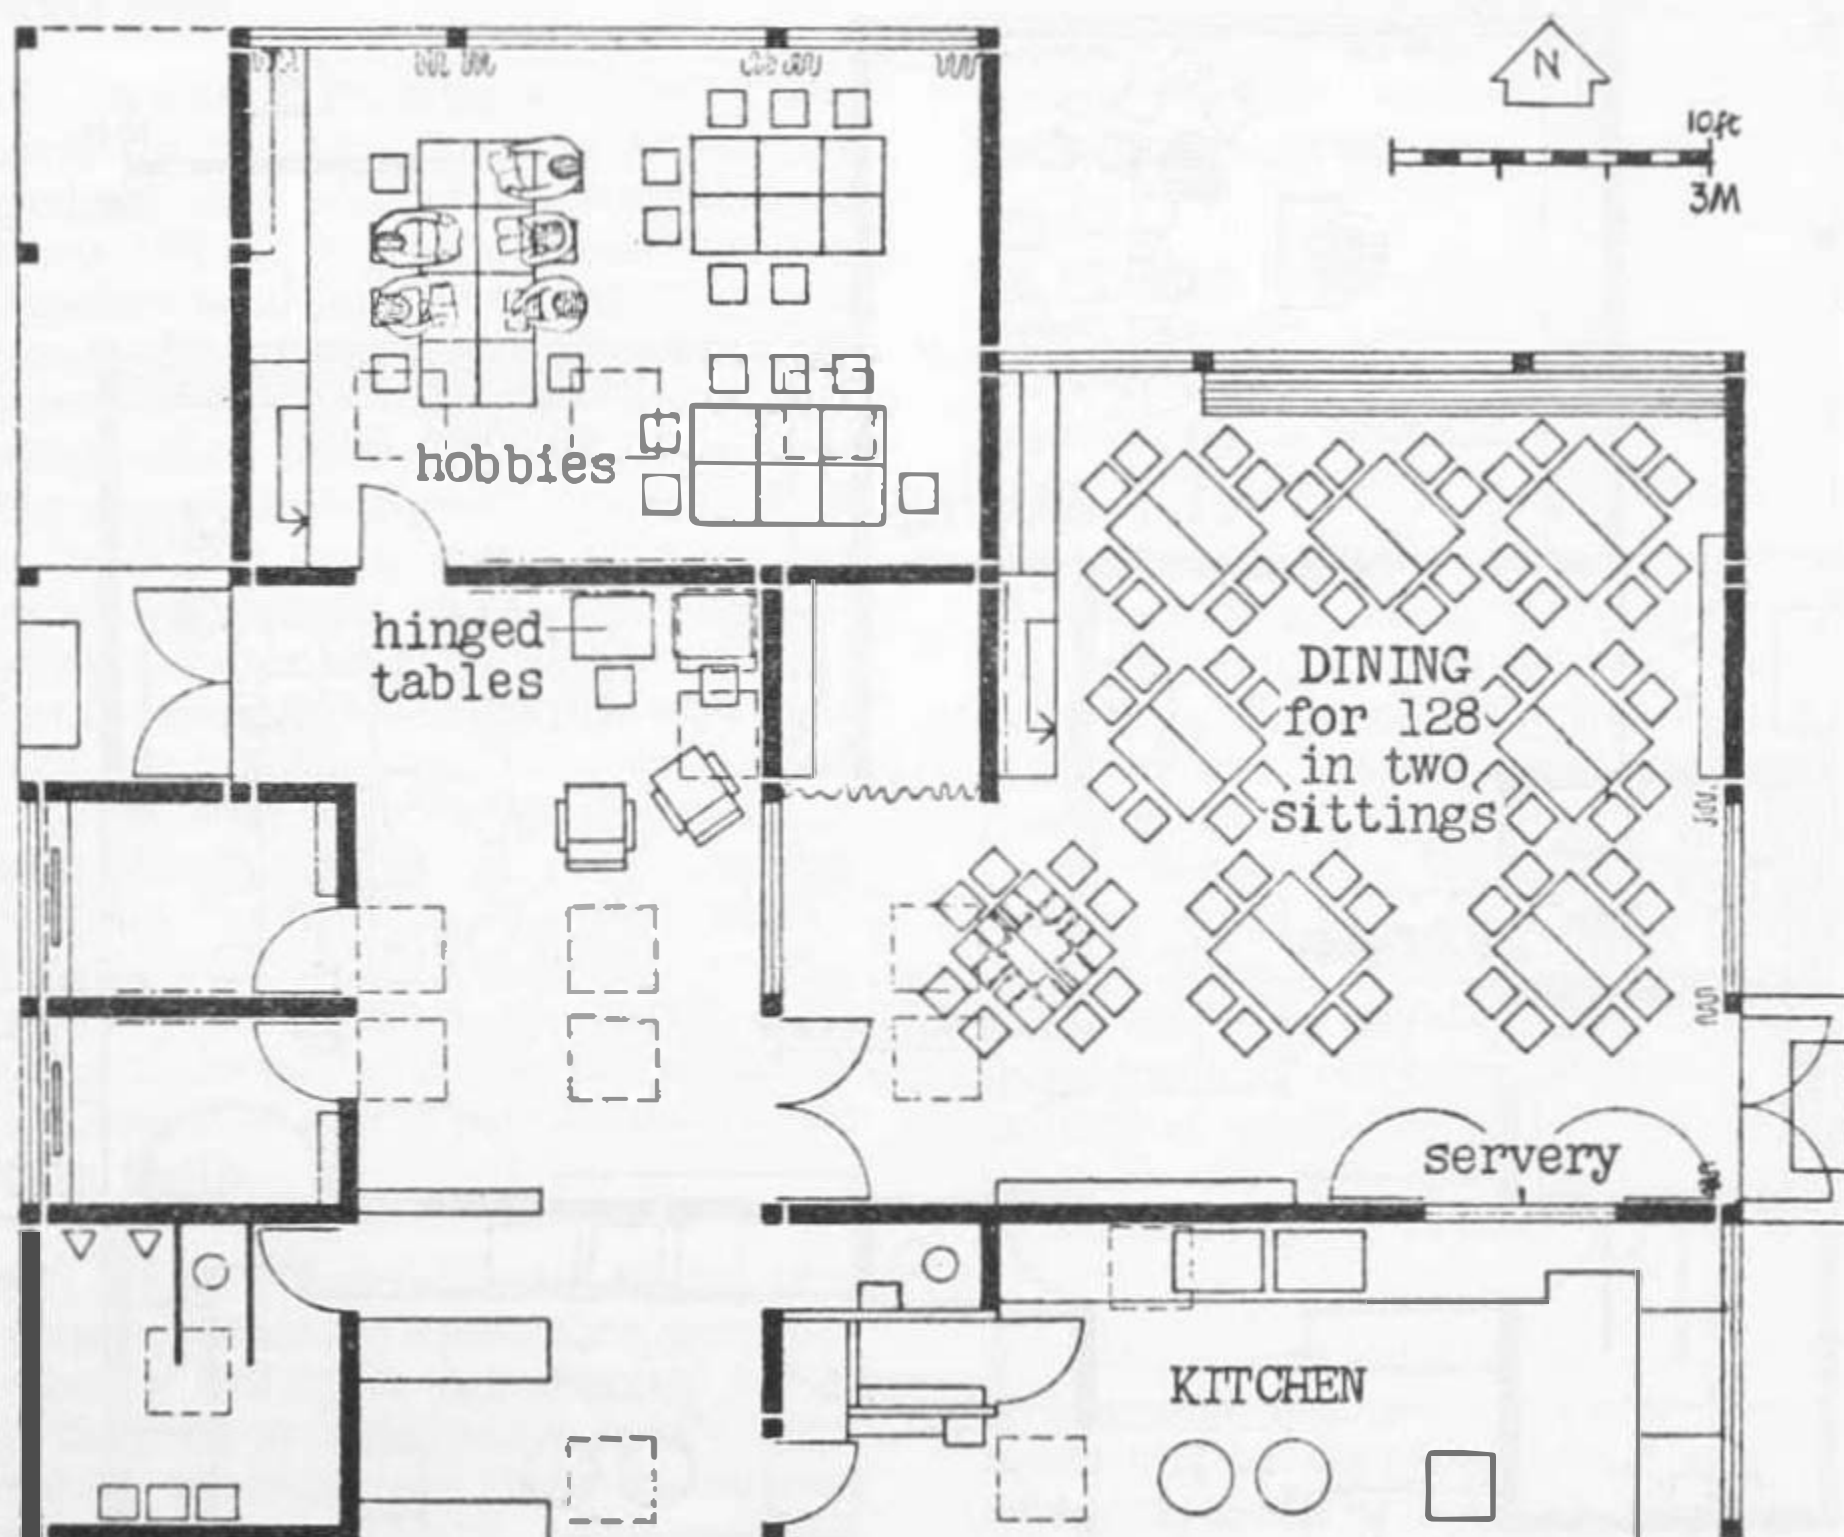 N
10ft
3M
hobbies
hinged
tables
DINING
for 128
in two
sittings
servery
KITCHEN